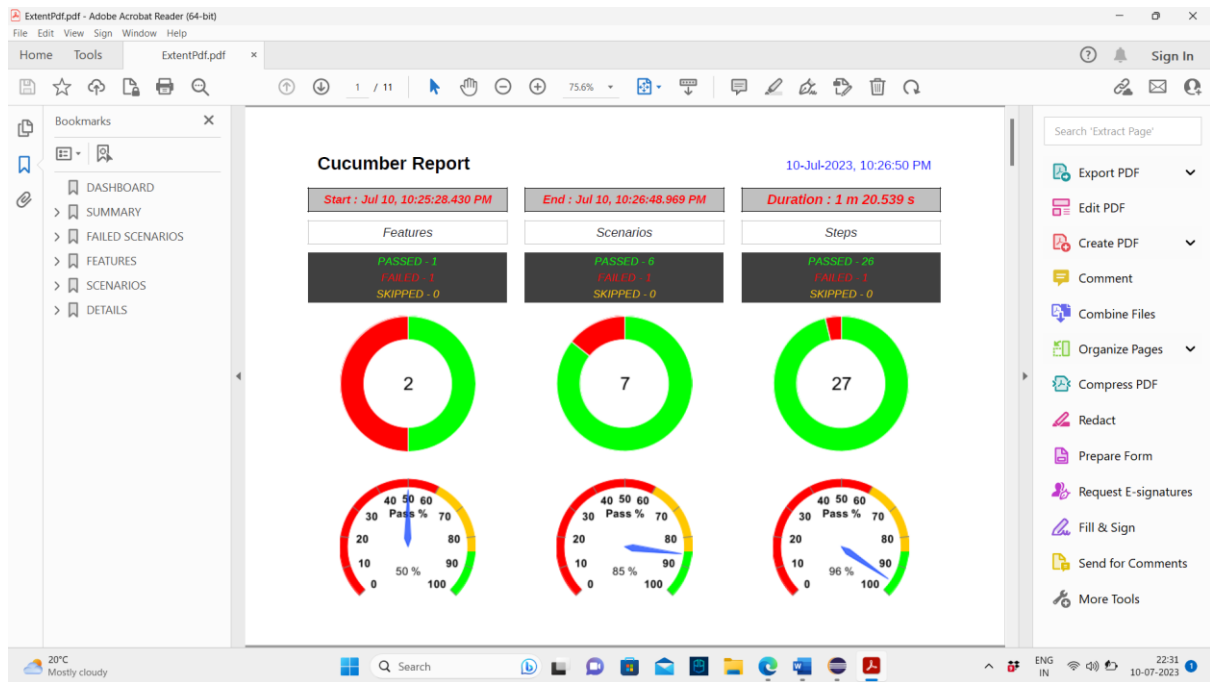 ExtentPdf.pdf - Adobe Acrobat Reader (64-bit)
File Edit View Sign Window Help
Home Tools ExtentPdf.pdf × Sign In
1 / 11 75.6%
Bookmarks ×
DASHBOARD
> SUMMARY
> FAILED SCENARIOS
> FEATURES
> SCENARIOS
> DETAILS
Cucumber Report
10-Jul-2023, 10:26:50 PM
Start : Jul 10, 10:25:28.430 PM
End : Jul 10, 10:26:48.969 PM
Duration : 1 m 20.539 s
Features
Scenarios
Steps
PASSED - 1
FAILED - 1
SKIPPED - 0
PASSED - 6
FAILED - 1
SKIPPED - 0
PASSED - 26
FAILED - 1
SKIPPED - 0
2
7
27
0 10 20 30 40 50 60 70 80 90 100
Pass %
50 %
0 10 20 30 40 50 60 70 80 90 100
Pass %
85 %
0 10 20 30 40 50 60 70 80 90 100
Pass %
96 %
Search 'Extract Page'
Export PDF
Edit PDF
Create PDF
Comment
Combine Files
Organize Pages
Compress PDF
Redact
Prepare Form
Request E-signatures
Fill & Sign
Send for Comments
More Tools
20°C
Mostly cloudy
Search
ENG
IN
22:31
10-07-2023
1